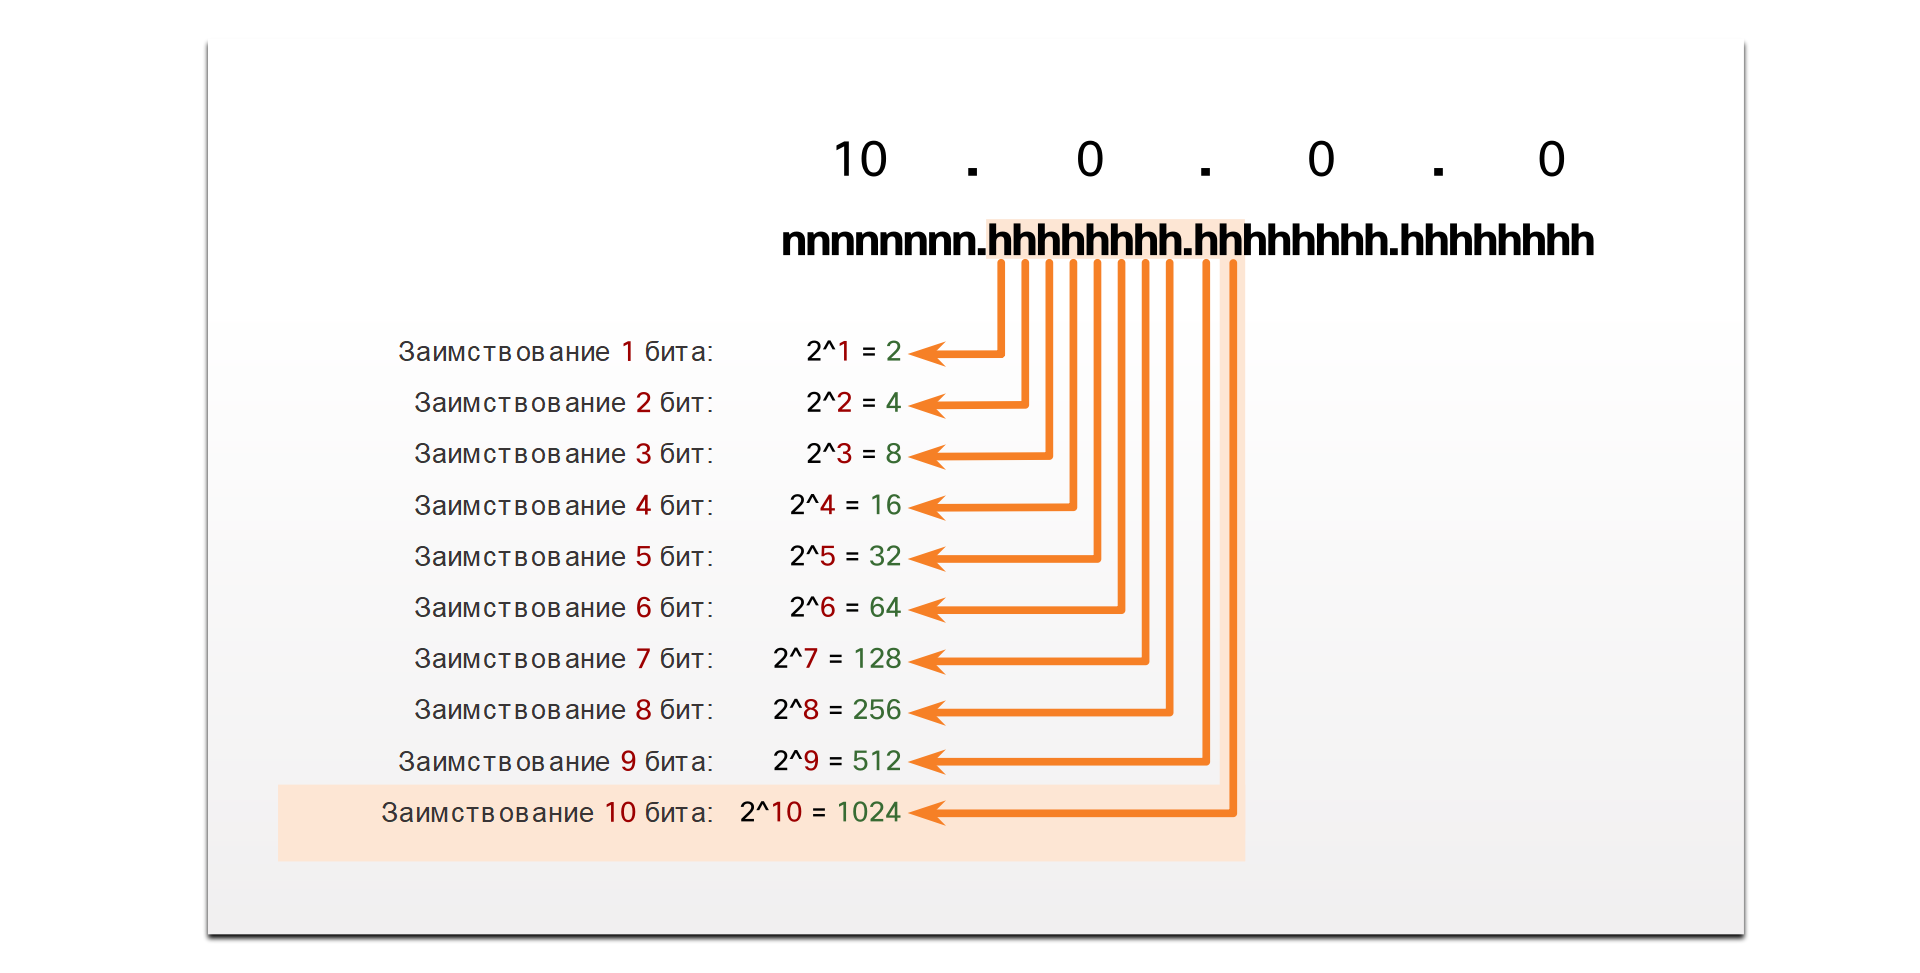 10 . 0 . 0 . 0
nnnnnnnn.hhhhhhhh.hhhhhhhh.hhhhhhhh
Заимствование 1 бита: 2^1 = 2
Заимствование 2 бит: 2^2 = 4
Заимствование 3 бит: 2^3 = 8
Заимствование 4 бит: 2^4 = 16
Заимствование 5 бит: 2^5 = 32
Заимствование 6 бит: 2^6 = 64
Заимствование 7 бит: 2^7 = 128
Заимствование 8 бит: 2^8 = 256
Заимствование 9 бита: 2^9 = 512
Заимствование 10 бита: 2^10 = 1024